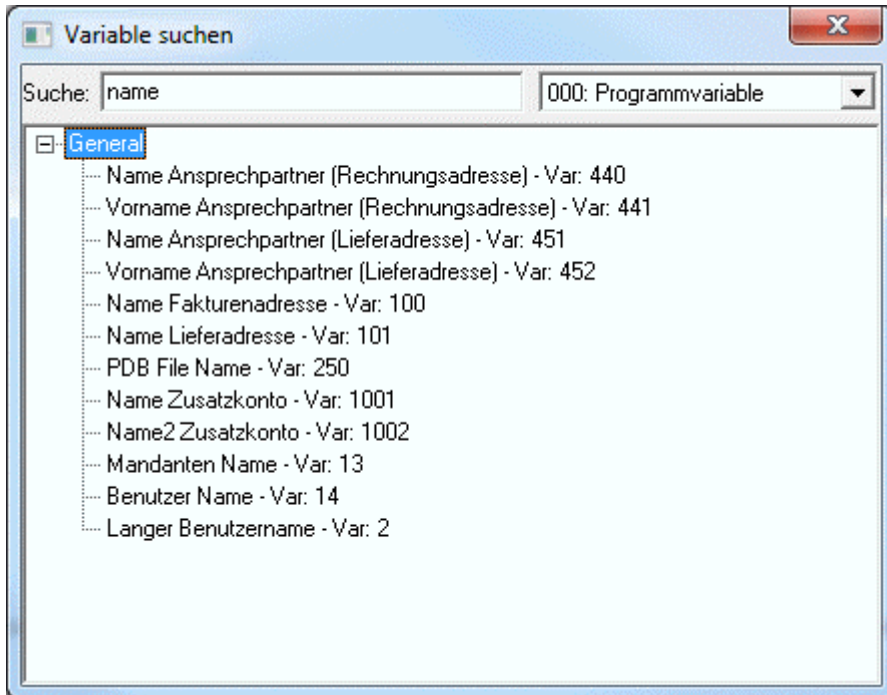 Variable suchen
Suche: name 000: Programmvariable
General
Name Ansprechpartner (Rechnungsadresse) - Var: 440
Vorname Ansprechpartner (Rechnungsadresse) - Var: 441
Name Ansprechpartner (Lieferadresse) - Var: 451
Vorname Ansprechpartner (Lieferadresse) - Var: 452
Name Fakturenadresse - Var: 100
Name Lieferadresse - Var: 101
PDB File Name - Var: 250
Name Zusatzkonto - Var: 1001
Name2 Zusatzkonto - Var: 1002
Mandanten Name - Var: 13
Benutzer Name - Var: 14
Langer Benutzername - Var: 2